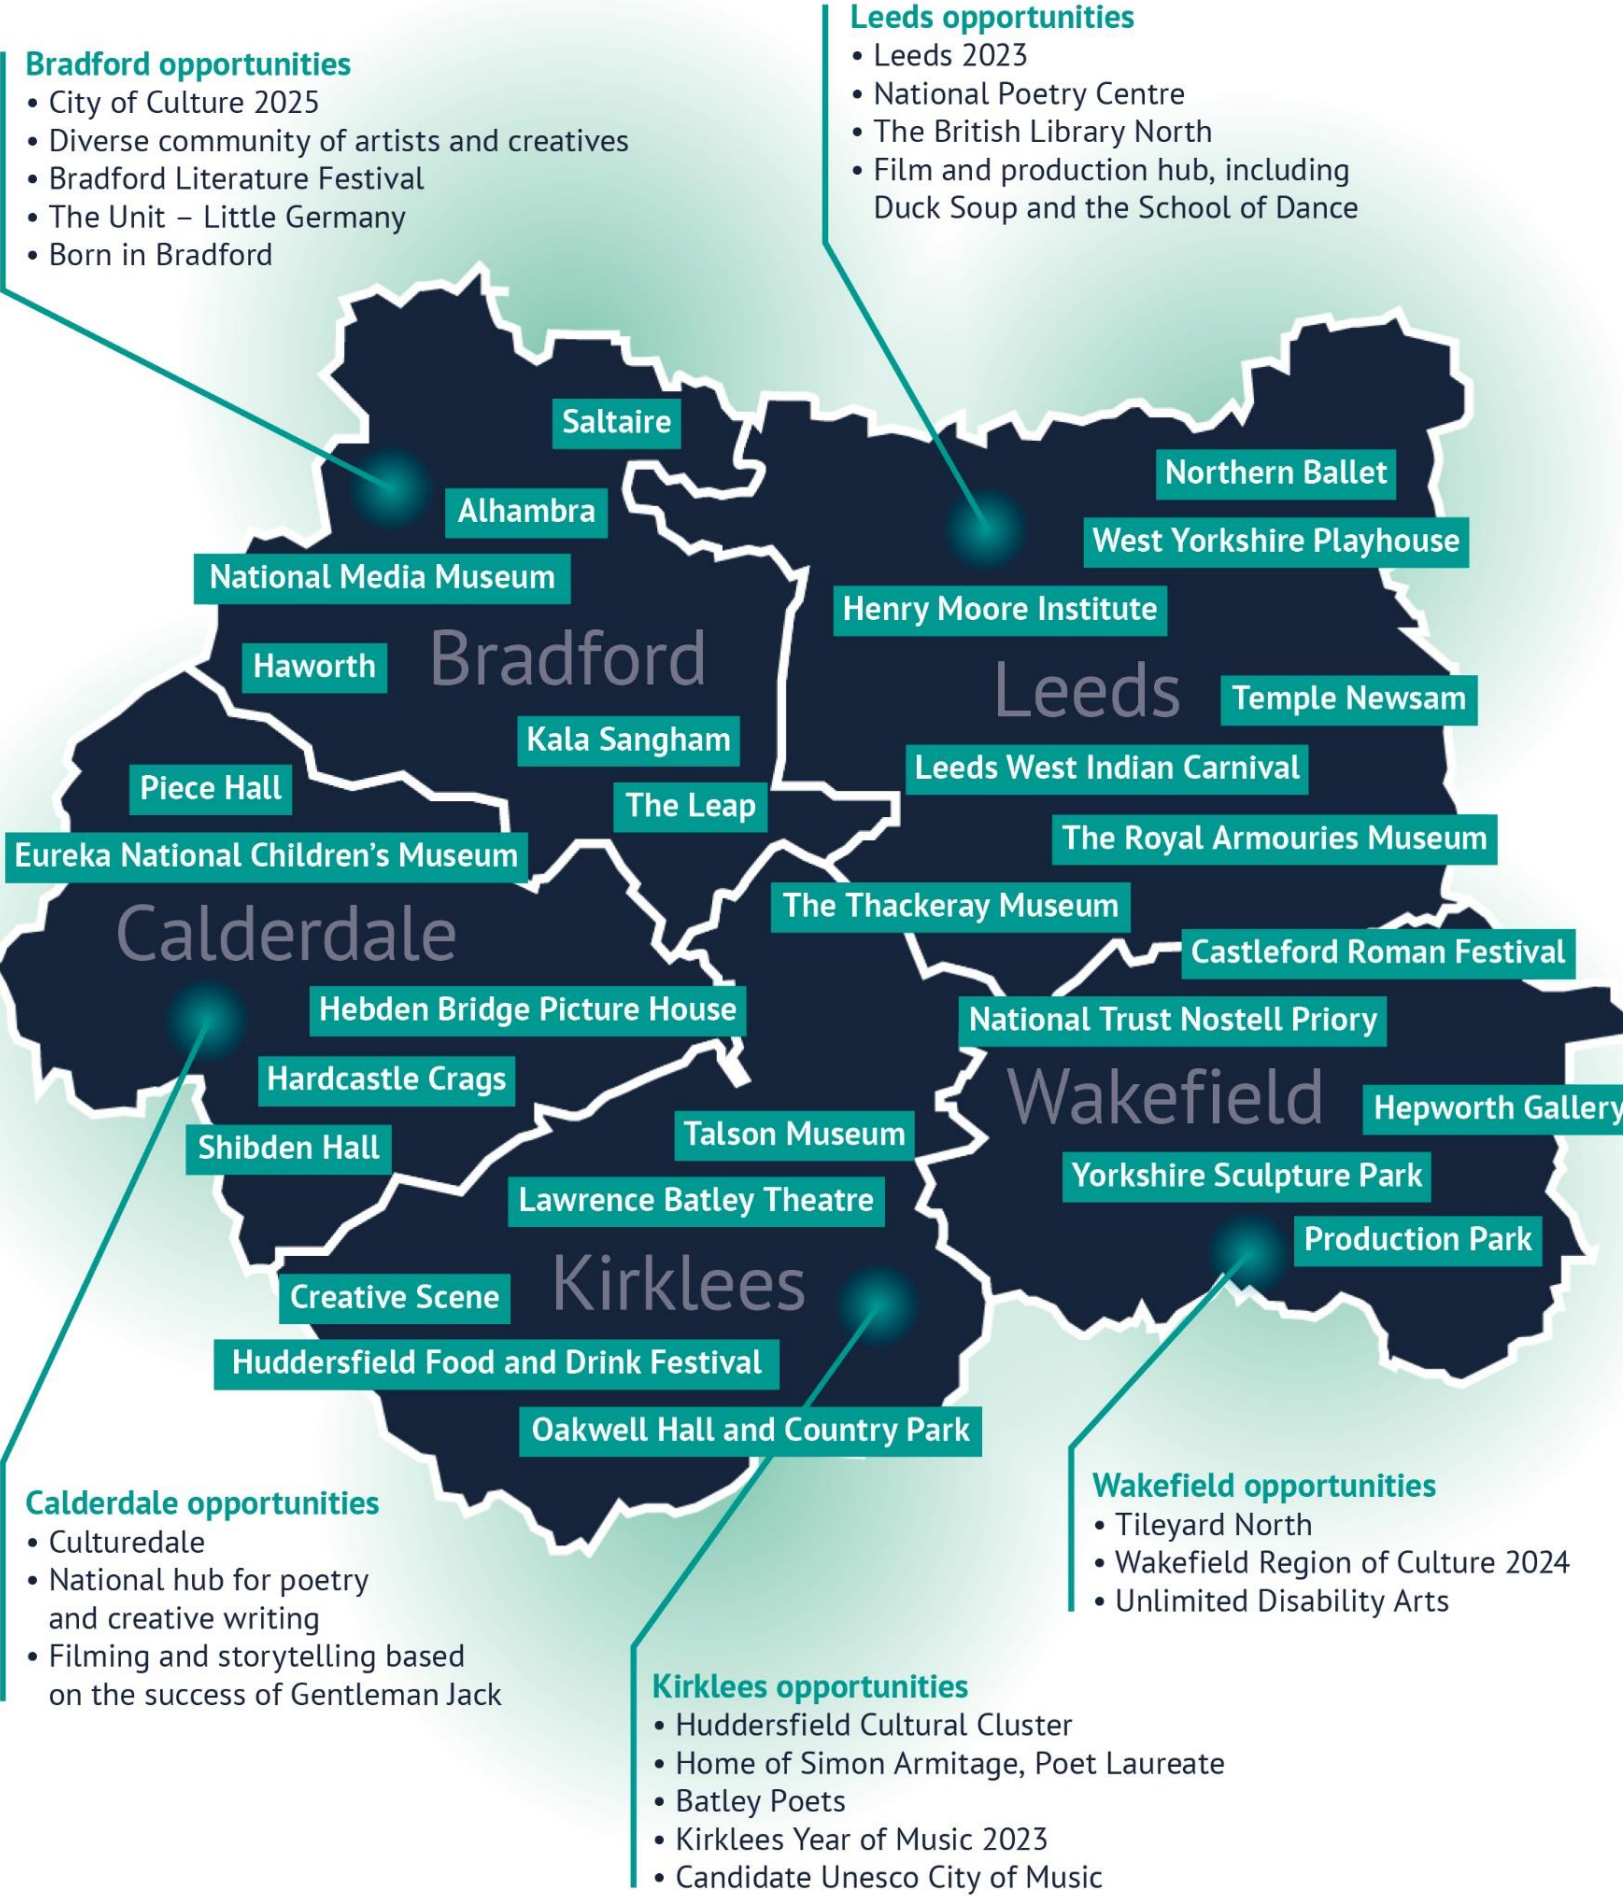 Leeds opportunities
• Leeds 2023
• National Poetry Centre
• The British Library North
• Film and production hub, including
Duck Soup and the School of Dance
Bradford opportunities
• City of Culture 2025
• Diverse community of artists and creatives
• Bradford Literature Festival
• The Unit – Little Germany
• Born in Bradford
Saltaire
Alhambra
National Media Museum
Bradford
Haworth
Kala Sangham
The Leap
Northern Ballet
West Yorkshire Playhouse
Henry Moore Institute
Leeds
Temple Newsam
Leeds West Indian Carnival
The Royal Armouries Museum
The Thackeray Museum
Piece Hall
Eureka National Children’s Museum
Calderdale
Hebden Bridge Picture House
Hardcastle Crags
Shibden Hall
Castleford Roman Festival
National Trust Nostell Priory
Wakefield
Hepworth Gallery
Yorkshire Sculpture Park
Production Park
Talson Museum
Lawrence Batley Theatre
Kirklees
Creative Scene
Huddersfield Food and Drink Festival
Oakwell Hall and Country Park
Calderdale opportunities
• Culturedale
• National hub for poetry
and creative writing
• Filming and storytelling based
on the success of Gentleman Jack
Wakefield opportunities
• Tileyard North
• Wakefield Region of Culture 2024
• Unlimited Disability Arts
Kirklees opportunities
• Huddersfield Cultural Cluster
• Home of Simon Armitage, Poet Laureate
• Batley Poets
• Kirklees Year of Music 2023
• Candidate Unesco City of Music